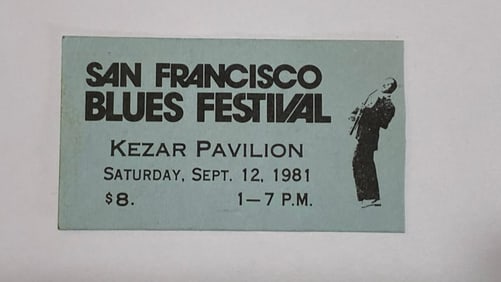 SAN FRANCISCO
BLUES FESTIVAL
KEZAR PAVILION
SATURDAY, SEPT. 12, 1981
$8. 1–7 P.M.